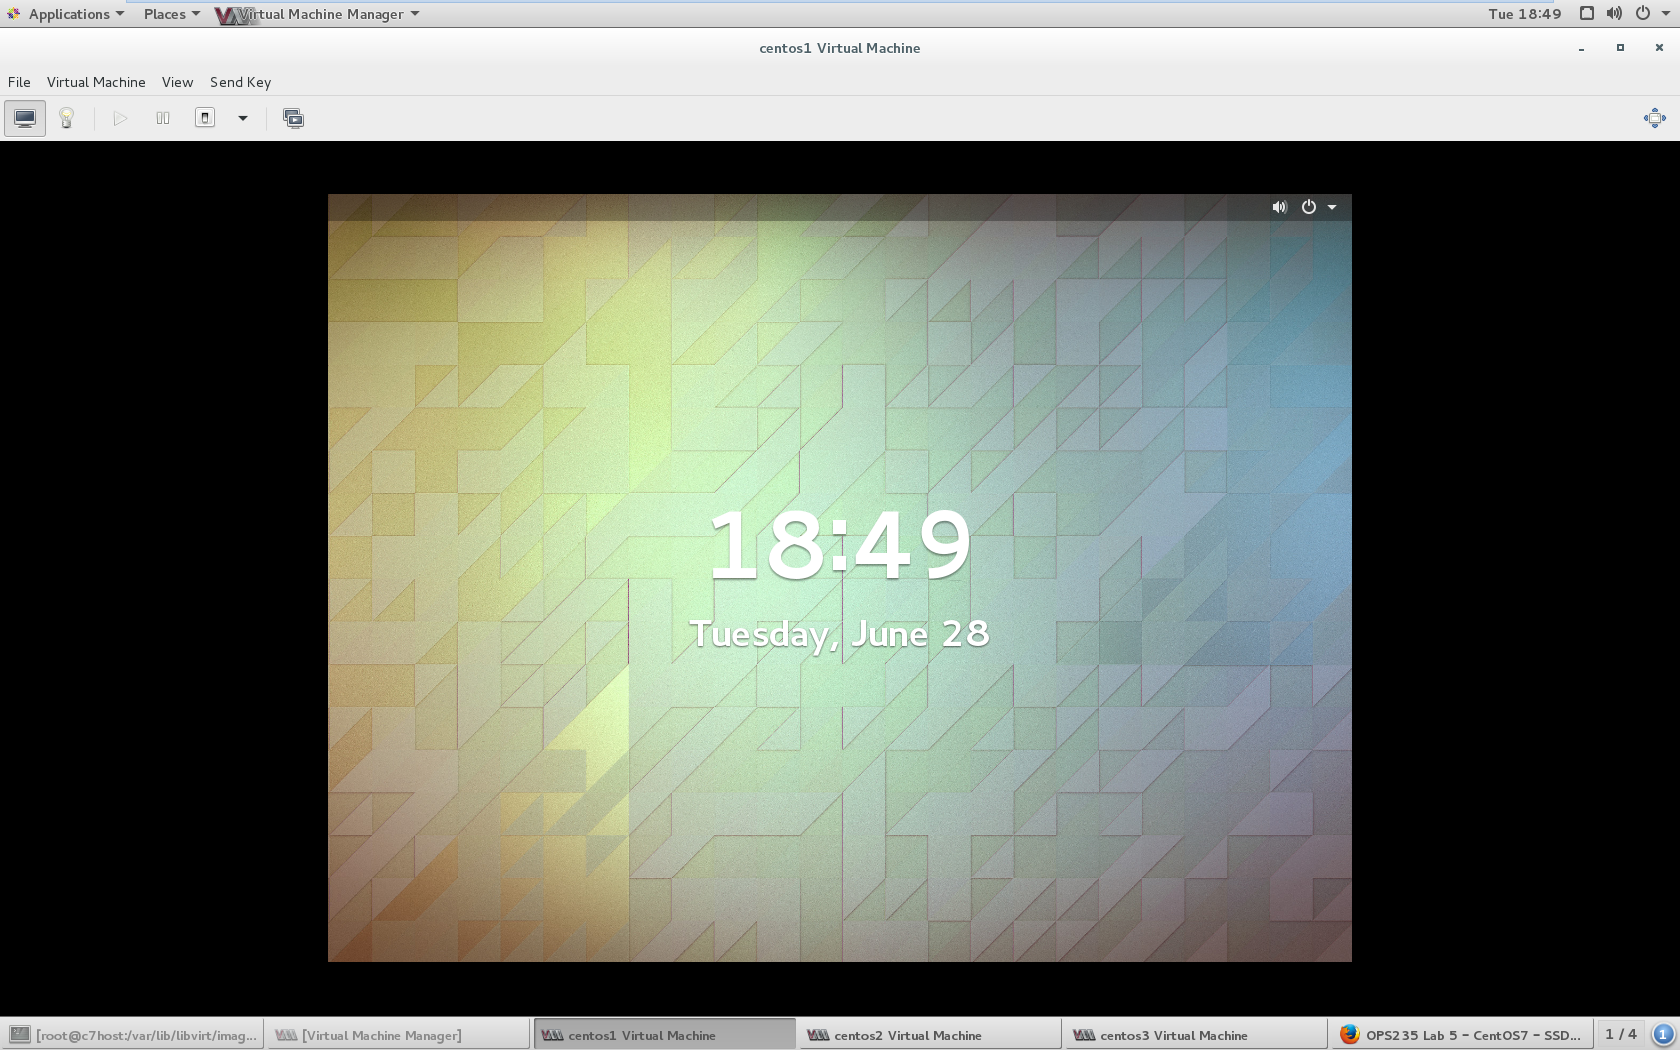 Applications Places Virtual Machine Manager Tue 18:49
centos1 Virtual Machine
File Virtual Machine View Send Key
18:49
Tuesday, June 28
[root@c7host:/var/lib/libvirt/imag... [Virtual Machine Manager] centos1 Virtual Machine centos2 Virtual Machine centos3 Virtual Machine OPS235 Lab 5 – CentOS7 – SSD... 1 / 4 1